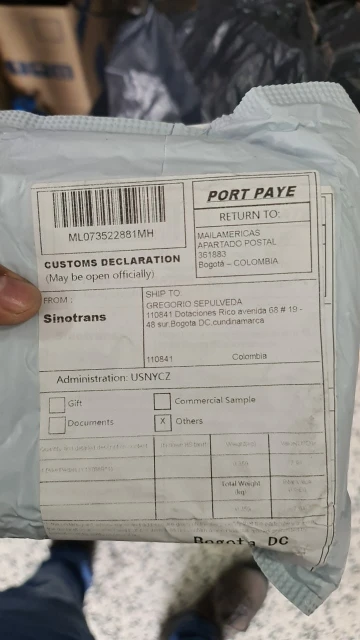 ML073522881MH
PORT PAYE
RETURN TO:
MAILAMERICAS
APARTADO POSTAL
361883
Bogotá - COLOMBIA
CUSTOMS DECLARATION
(May be open officially)
FROM:
Sinotrans
SHIP TO:
GREGORIO SEPULVEDA
110841 Dotaciones Rico avenida 68 # 19 -
48 sur.Bogota DC.cundinamarca
110841 Colombia
Administration: USNYCZ
Gift
Commercial Sample
Documents
X Others
Total Weight
Bogota DC